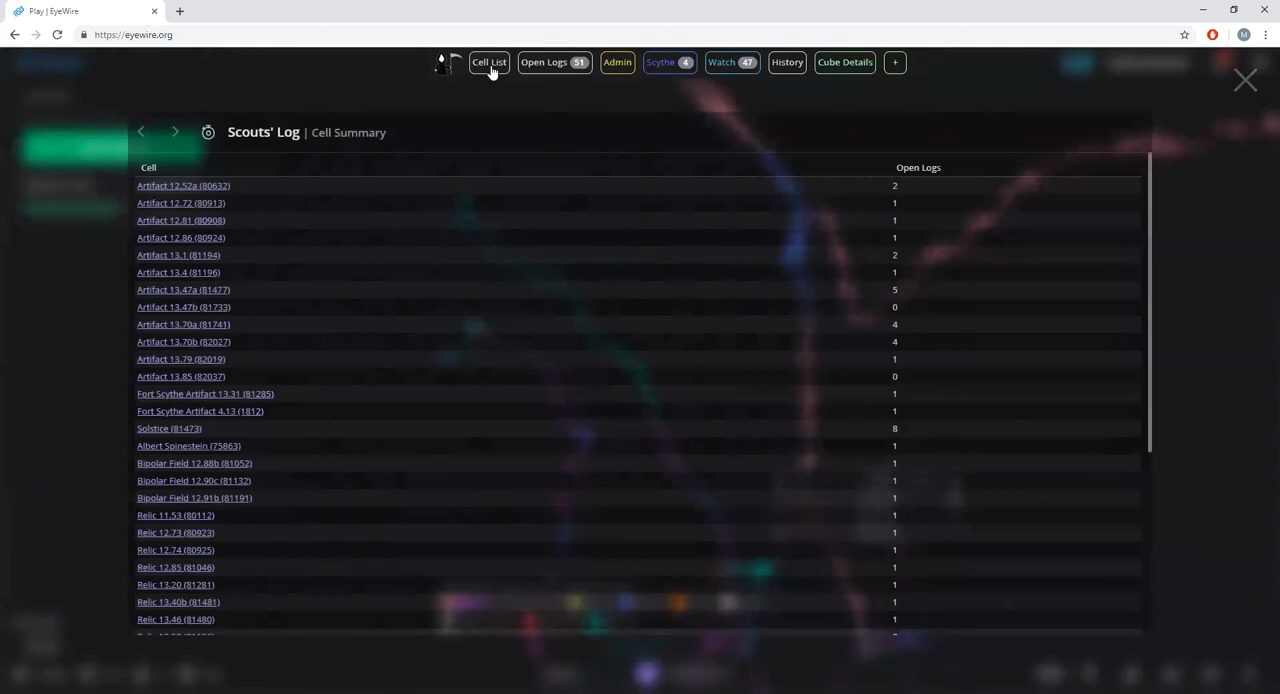 Play | EyeWire
https://eyewire.org
M
Cell List
Open Logs 51
Admin
Scythe 4
Watch 47
History
Cube Details
+
Scouts' Log | Cell Summary
Cell Open Logs
Artifact 12.52a (80632) 2
Artifact 12.72 (80913) 1
Artifact 12.81 (80908) 1
Artifact 12.86 (80924) 1
Artifact 13.1 (81194) 2
Artifact 13.4 (81196) 1
Artifact 13.47a (81477) 5
Artifact 13.47b (81733) 0
Artifact 13.70a (81741) 4
Artifact 13.70b (82027) 4
Artifact 13.79 (82019) 1
Artifact 13.85 (82037) 0
Fort Scythe Artifact 13.31 (81285) 1
Fort Scythe Artifact 4.13 (1812) 1
Solstice (81473) 8
Albert Spinestein (75863) 1
Bipolar Field 12.88b (81052) 1
Bipolar Field 12.90c (81132) 1
Bipolar Field 12.91b (81191) 1
Relic 11.53 (80112) 1
Relic 12.73 (80923) 1
Relic 12.74 (80925) 1
Relic 12.85 (81046) 1
Relic 13.20 (81281) 1
Relic 13.40b (81481) 1
Relic 13.46 (81480) 1